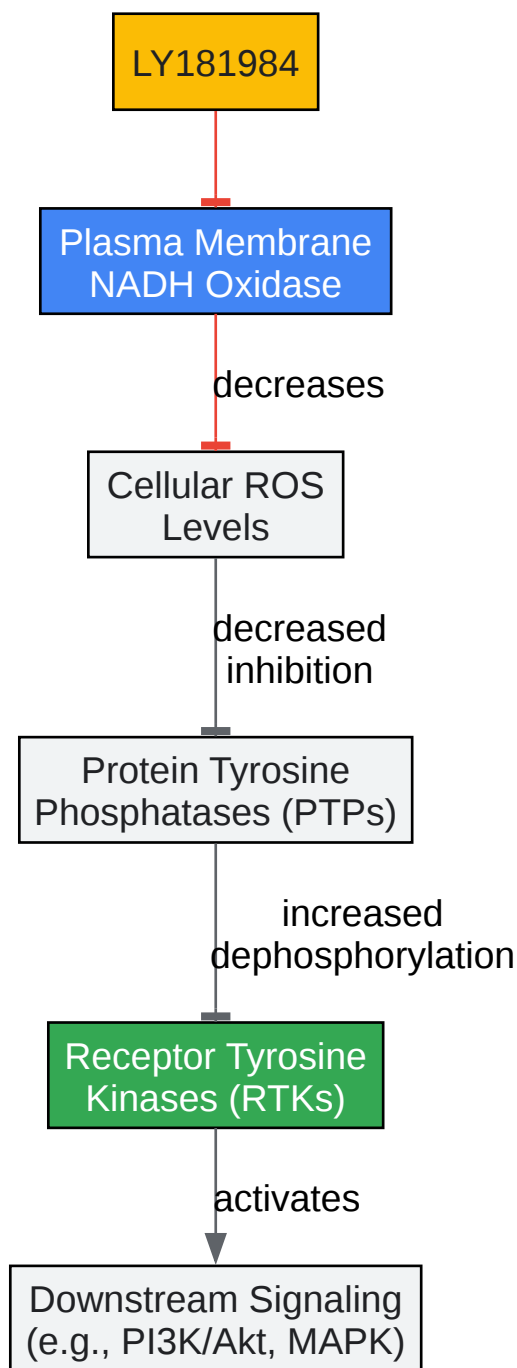 LY181984
Plasma Membrane
NADH Oxidase
decreases
Cellular ROS
Levels
decreased
inhibition
Protein Tyrosine
Phosphatases (PTPs)
increased
dephosphorylation
Receptor Tyrosine
Kinases (RTKs)
activates
Downstream Signaling
(e.g., PI3K/Akt, MAPK)